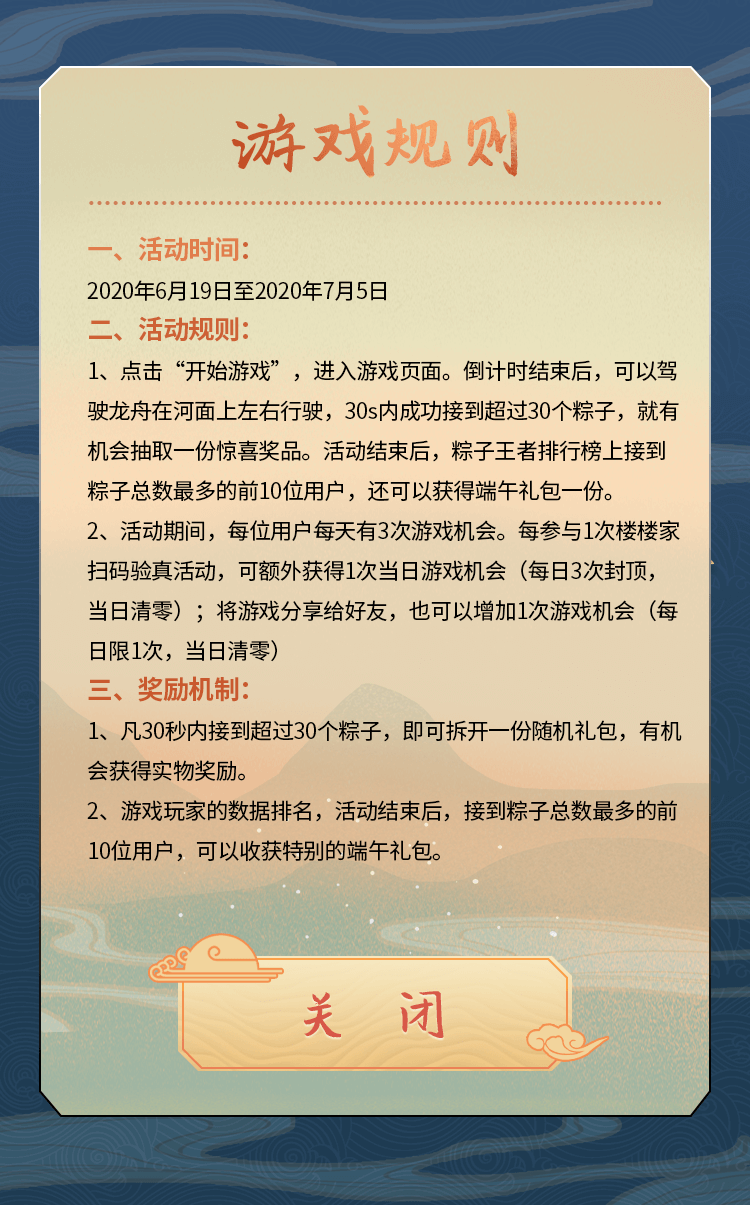 游戏规则
一、活动时间：
2020年6月19日至2020年7月5日
二、活动规则：
1、点击“开始游戏”，进入游戏页面。倒计时结束后，可以驾
驶龙舟在河面上左右行驶，30s内成功接到超过30个粽子，就有
机会抽取一份惊喜奖品。活动结束后，粽子王者排行榜上接到
粽子总数最多的前10位用户，还可以获得端午礼包一份。
2、活动期间，每位用户每天有3次游戏机会。每参与1次楼楼家
扫码验真活动，可额外获得1次当日游戏机会（每日3次封顶，
当日清零）；将游戏分享给好友，也可以增加1次游戏机会（每
日限1次，当日清零）
三、奖励机制：
1、凡30秒内接到超过30个粽子，即可拆开一份随机礼包，有机
会获得实物奖励。
2、游戏玩家的数据排名，活动结束后，接到粽子总数最多的前
10位用户，可以收获特别的端午礼包。
关 闭